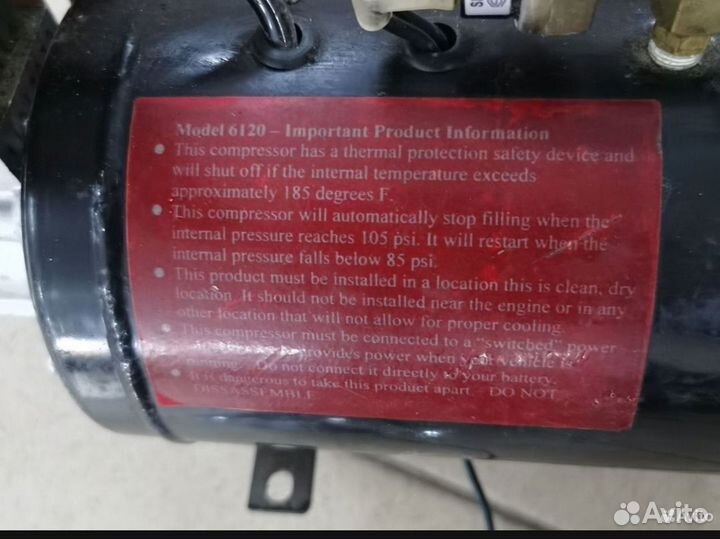 Model 6120 – Important Product Information
• This compressor has a thermal protection safety device and
will shut off if the internal temperature exceeds
approximately 185 degrees F.
• This compressor will automatically stop filling when the
internal pressure reaches 105 psi. It will restart when the
internal pressure falls below 85 psi.
• This product must be installed in a location this is clean, dry
location. It should not be installed near the engine or in any
other location that will not allow for proper cooling.
• This compressor must be connected to a “switched” power
provides power when your vehicle is
running. Do not connect it directly to your battery.
• It is dangerous to take this product apart. – DO NOT
DISSASSEMBLE
Avito